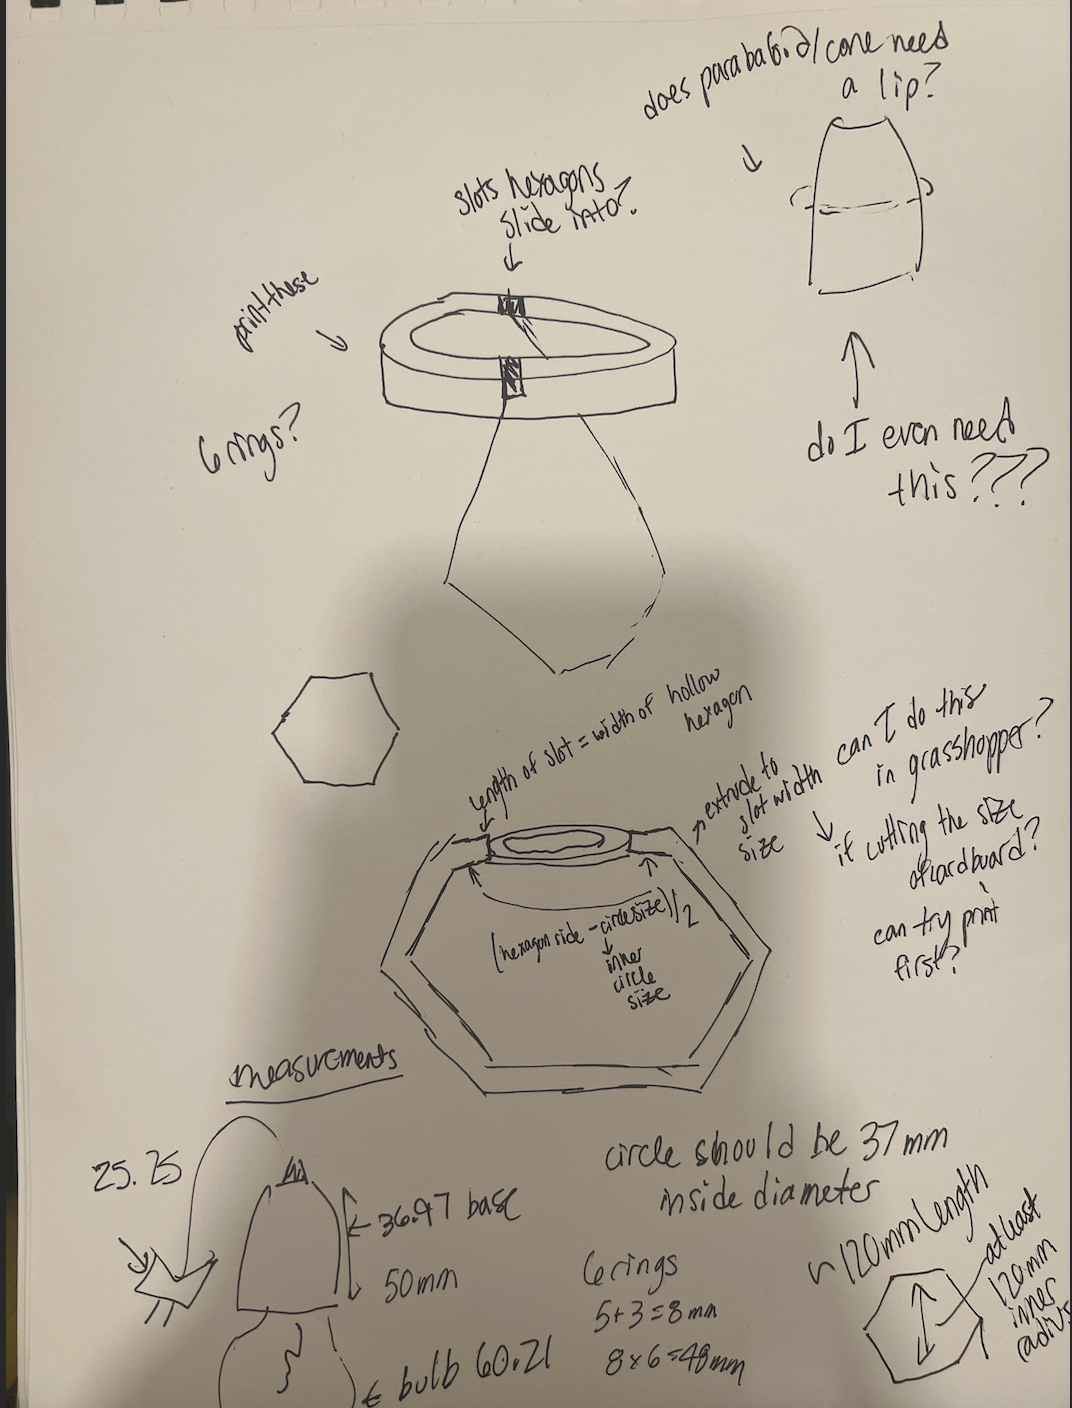 does parabaloid/cone need
a lip?
slots hexagons
slide into?
print these
6 rings?
do I even need
this???
length of slot = width of hollow
hexagon
extrude to
slot width
size
can I do this
in grasshopper?
if cutting the size
of cardboard?
can try print
first?
(hexagon side - circle size)/2
inner
circle
size
measurements
25.75
36.97 base
50mm
bulb 60.21
circle should be 37mm
inside diameter
6 rings
5+3=8mm
8x6=48mm
~120mm length
at least
120mm
inner
radius